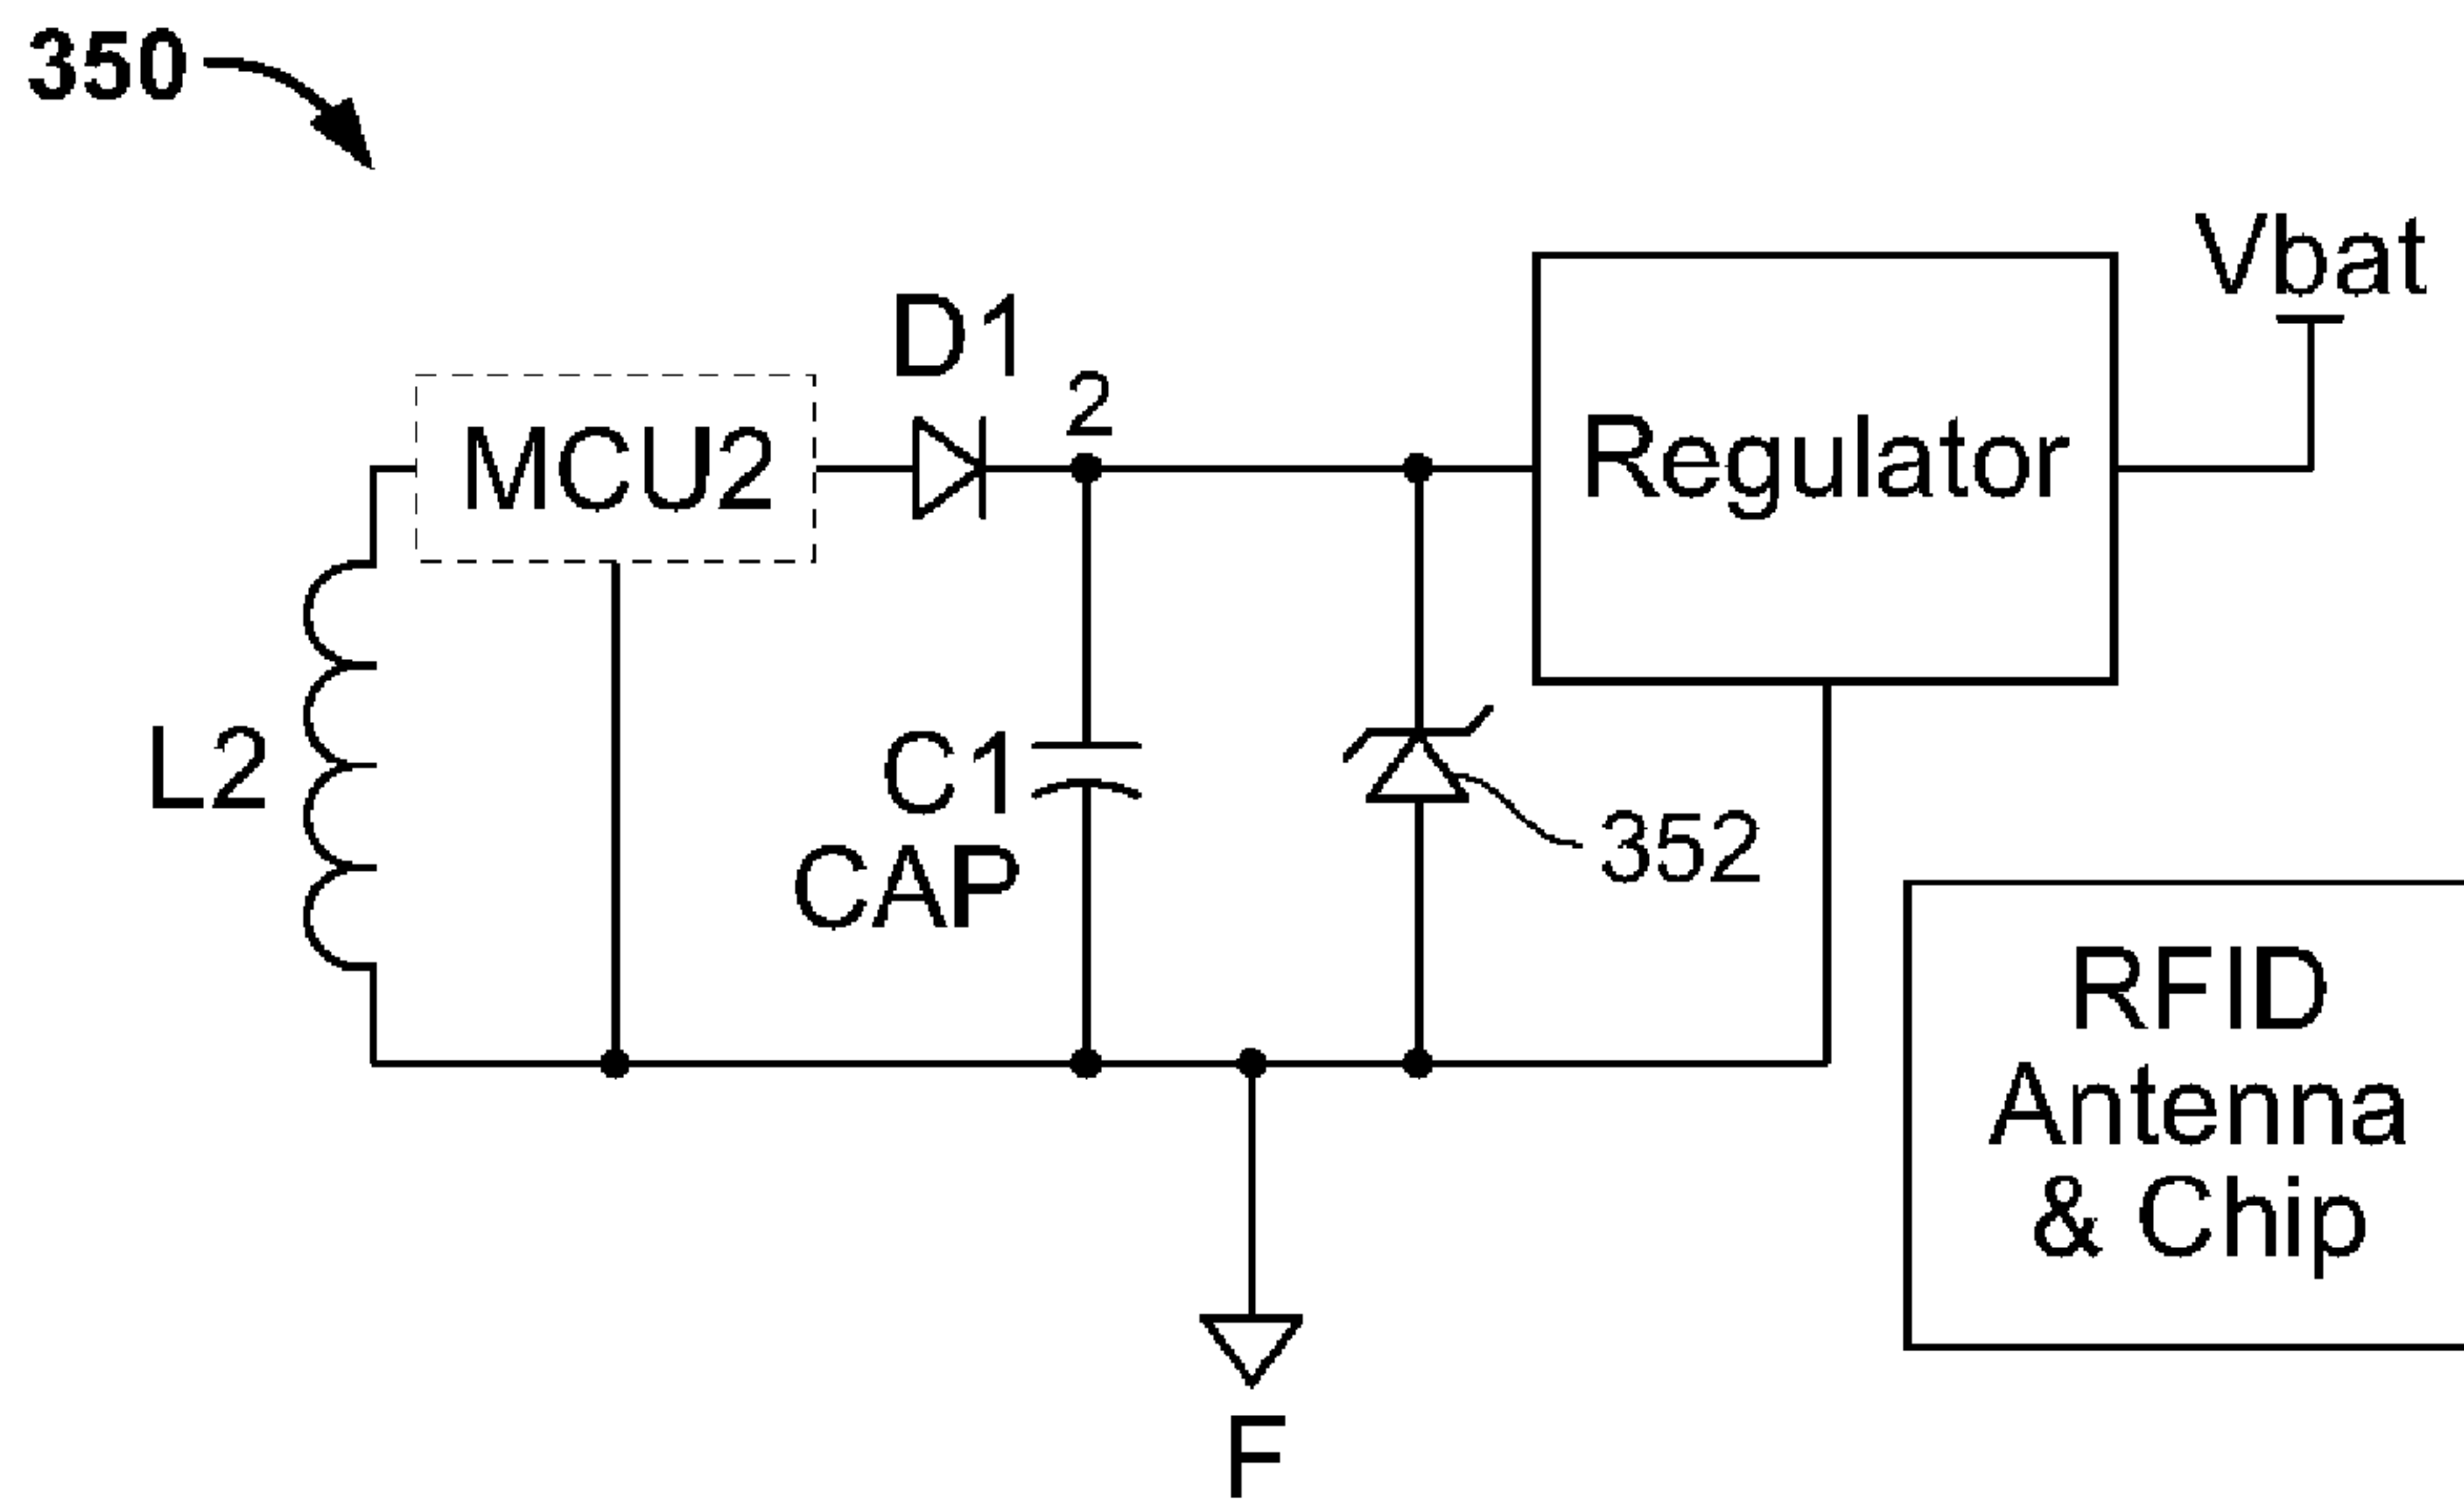 350
Vbat
D1
2
MCU2
Regulator
L2
C1
CAP
352
RFID
Antenna
& Chip
F